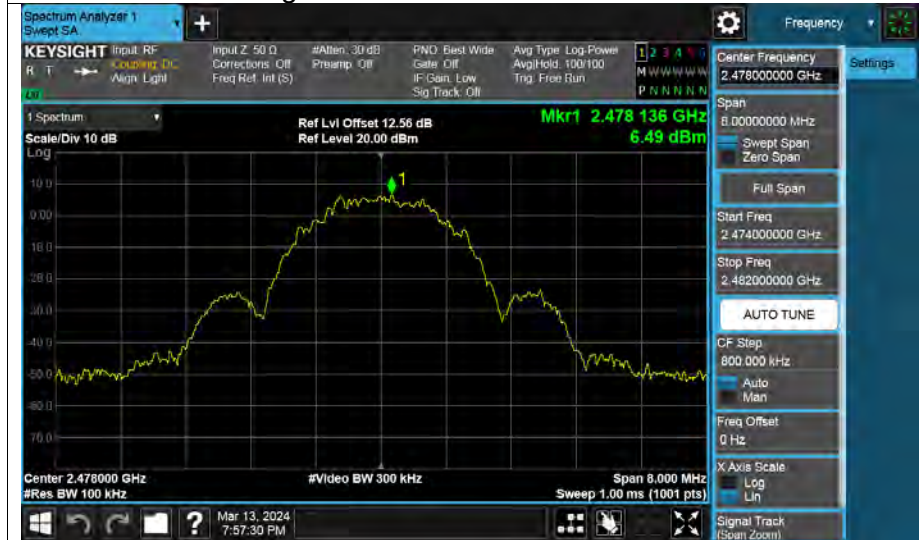 Spectrum Analyzer 1
Swept SA
+
Frequency
KEYSIGHT
R T
Input: RF
Coupling: DC
Align: Light
Input Z: 50 Ω
Corrections: Off
Freq Ref: Int (S)
#Atten: 30 dB
Preamp: Off
PNO: Best Wide
Gate: Off
IF Gain: Low
Sig Track: Off
Avg Type: Log-Power
Avg|Hold: 100/100
Trig: Free Run
1 2 3 4 5 6
M W W W W W
P N N N N N
1 Spectrum
Scale/Div 10 dB
Ref Lvl Offset 12.56 dB
Ref Level 20.00 dBm
Mkr1 2.478 136 GHz
6.49 dBm
Log
10.0
0.00
1
-10.0
-20.0
-30.0
-40.0
-50.0
-60.0
-70.0
Center 2.478000 GHz
#Video BW 300 kHz
Span 8.000 MHz
#Res BW 100 kHz
Sweep 1.00 ms (1001 pts)
?
Mar 13, 2024
7:57:30 PM
Center Frequency
2.478000000 GHz
Settings
Span
8.00000000 MHz
Swept Span
Zero Span
Full Span
Start Freq
2.474000000 GHz
Stop Freq
2.482000000 GHz
AUTO TUNE
CF Step
800.000 kHz
Auto
Man
Freq Offset
0 Hz
X Axis Scale
Log
Lin
Signal Track
(Span Zoom)